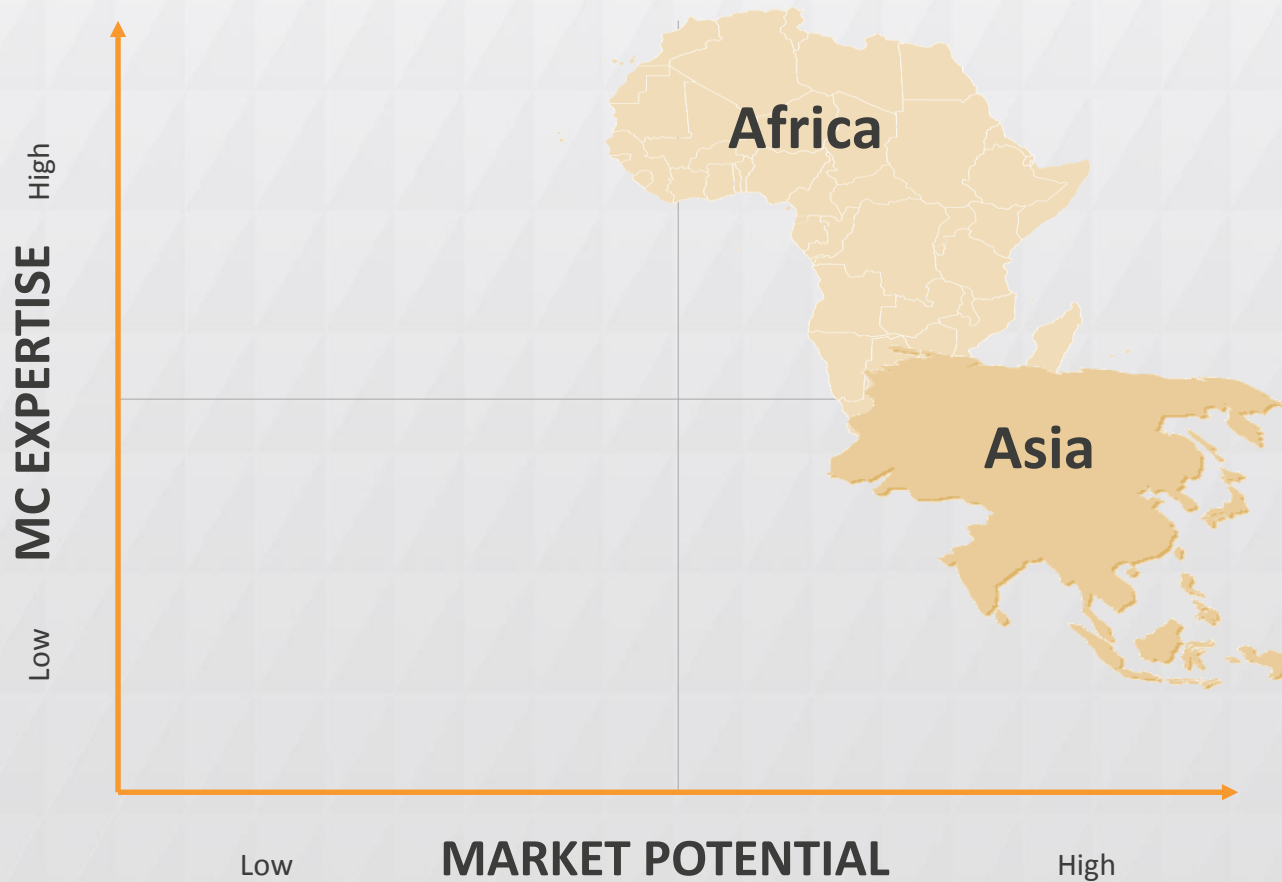 High
MC EXPERTISE
Low
Africa
Asia
Low
MARKET POTENTIAL
High